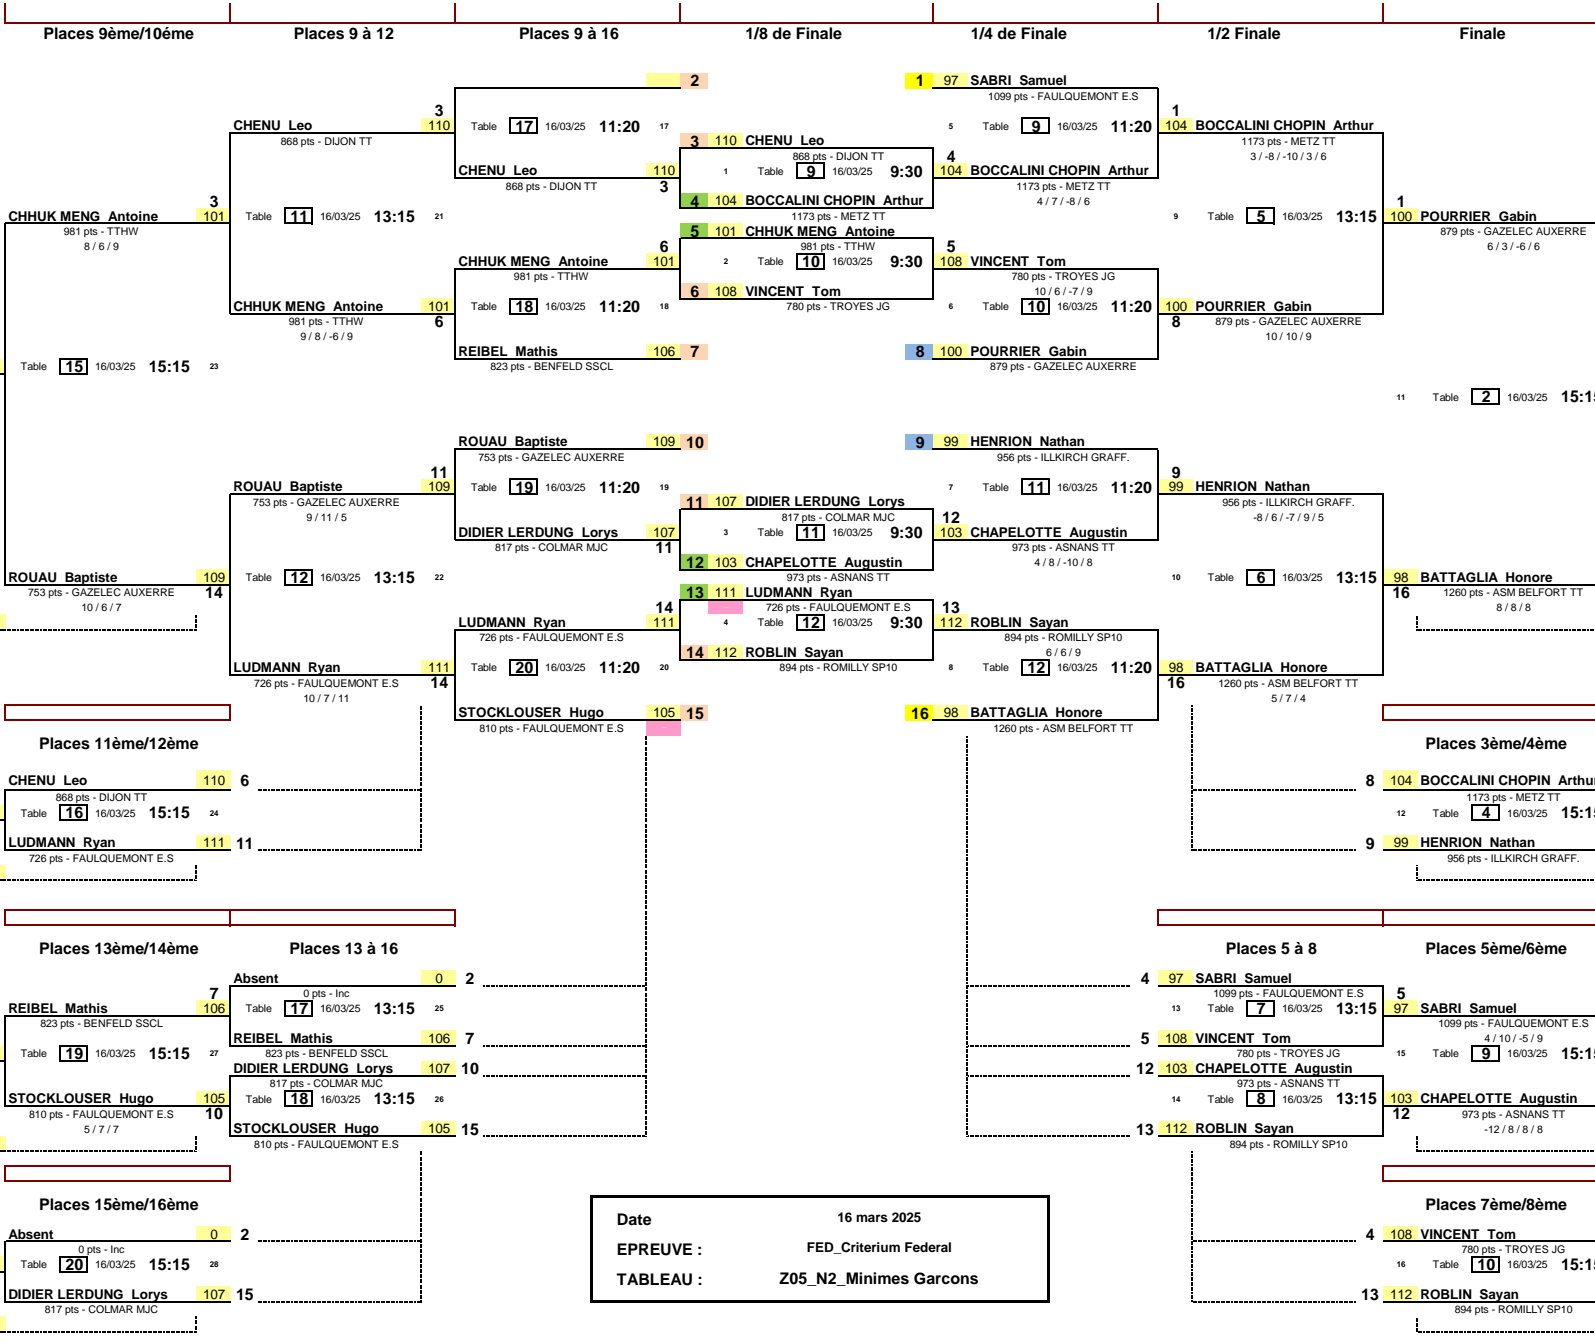 Places 9ème/10éme
Places 9 à 12
Places 9 à 16
1/8 de Finale
1/4 de Finale
1/2 Finale
Finale
CHHUK MENG Antoine 101 3
981 pts - TTHW
8 / 6 / 9
Table 15 16/03/25 15:15 23
ROUAU Baptiste 109 14
753 pts - GAZELEC AUXERRE
10 / 6 / 7
3
CHENU Leo 110
868 pts - DIJON TT
Table 11 16/03/25 13:15 21
CHHUK MENG Antoine 101
981 pts - TTHW 6
9 / 8 / -6 / 9
11
ROUAU Baptiste 109
753 pts - GAZELEC AUXERRE
9 / 11 / 5
Table 12 16/03/25 13:15 22
LUDMANN Ryan 111
726 pts - FAULQUEMONT E.S 14
10 / 7 / 11
2
Table 17 16/03/25 11:20 17
CHENU Leo 110
868 pts - DIJON TT 3
6
CHHUK MENG Antoine 101
981 pts - TTHW
Table 18 16/03/25 11:20 18
REIBEL Mathis 106 7
823 pts - BENFELD SSCL
ROUAU Baptiste 109 10
753 pts - GAZELEC AUXERRE
Table 19 16/03/25 11:20 19
DIDIER LERDUNG Lorys 107
817 pts - COLMAR MJC 11
14
LUDMANN Ryan 111
726 pts - FAULQUEMONT E.S
Table 20 16/03/25 11:20 20
STOCKLOUSER Hugo 105 15
810 pts - FAULQUEMONT E.S
3 110 CHENU Leo
868 pts - DIJON TT
1 Table 9 16/03/25 9:30
4 104 BOCCALINI CHOPIN Arthur
1173 pts - METZ TT
5 101 CHHUK MENG Antoine
981 pts - TTHW
2 Table 10 16/03/25 9:30
6 108 VINCENT Tom
780 pts - TROYES JG
11 107 DIDIER LERDUNG Lorys
817 pts - COLMAR MJC
3 Table 11 16/03/25 9:30
12 103 CHAPELOTTE Augustin
973 pts - ASNANS TT
13 111 LUDMANN Ryan
726 pts - FAULQUEMONT E.S
4 Table 12 16/03/25 9:30
14 112 ROBLIN Sayan
894 pts - ROMILLY SP10
1 97 SABRI Samuel
1099 pts - FAULQUEMONT E.S
5 Table 9 16/03/25 11:20
4
104 BOCCALINI CHOPIN Arthur
1173 pts - METZ TT
4 / 7 / -8 / 6
5
108 VINCENT Tom
780 pts - TROYES JG
10 / 6 / -7 / 9
6 Table 10 16/03/25 11:20
8 100 POURRIER Gabin
879 pts - GAZELEC AUXERRE
9 99 HENRION Nathan
956 pts - ILLKIRCH GRAFF.
7 Table 11 16/03/25 11:20
12
103 CHAPELOTTE Augustin
973 pts - ASNANS TT
4 / 8 / -10 / 8
13
112 ROBLIN Sayan
894 pts - ROMILLY SP10
6 / 6 / 9
8 Table 12 16/03/25 11:20
16 98 BATTAGLIA Honore
1260 pts - ASM BELFORT TT
1
104 BOCCALINI CHOPIN Arthur
1173 pts - METZ TT
3 / -8 / -10 / 3 / 6
9 Table 5 16/03/25 13:15
100 POURRIER Gabin
8 879 pts - GAZELEC AUXERRE
10 / 10 / 9
9
99 HENRION Nathan
956 pts - ILLKIRCH GRAFF.
-8 / 6 / -7 / 9 / 5
10 Table 6 16/03/25 13:15
98 BATTAGLIA Honore
16 1260 pts - ASM BELFORT TT
5 / 7 / 4
1
100 POURRIER Gabin
879 pts - GAZELEC AUXERRE
6 / 3 / -6 / 6
11 Table 2 16/03/25 15:15
98 BATTAGLIA Honore
16 1260 pts - ASM BELFORT TT
8 / 8 / 8
Places 11ème/12ème
CHENU Leo 110 6
868 pts - DIJON TT
Table 16 16/03/25 15:15 24
LUDMANN Ryan 111 11
726 pts - FAULQUEMONT E.S
Places 3ème/4ème
8 104 BOCCALINI CHOPIN Arthur
1173 pts - METZ TT
12 Table 4 16/03/25 15:15
9 99 HENRION Nathan
956 pts - ILLKIRCH GRAFF.
Places 13ème/14ème
Places 13 à 16
7
REIBEL Mathis 106
823 pts - BENFELD SSCL
Table 19 16/03/25 15:15 27
STOCKLOUSER Hugo 105
810 pts - FAULQUEMONT E.S 10
5 / 7 / 7
Absent 0 2
0 pts - Inc
Table 17 16/03/25 13:15 25
REIBEL Mathis 106 7
823 pts - BENFELD SSCL
DIDIER LERDUNG Lorys 107 10
817 pts - COLMAR MJC
Table 18 16/03/25 13:15 26
STOCKLOUSER Hugo 105 15
810 pts - FAULQUEMONT E.S
Places 5 à 8
Places 5ème/6ème
4 97 SABRI Samuel
1099 pts - FAULQUEMONT E.S
13 Table 7 16/03/25 13:15
5 108 VINCENT Tom
780 pts - TROYES JG
12 103 CHAPELOTTE Augustin
973 pts - ASNANS TT
14 Table 8 16/03/25 13:15
13 112 ROBLIN Sayan
894 pts - ROMILLY SP10
5
97 SABRI Samuel
1099 pts - FAULQUEMONT E.S
4 / 10 / -5 / 9
15 Table 9 16/03/25 15:15
103 CHAPELOTTE Augustin
12 973 pts - ASNANS TT
-12 / 8 / 8 / 8
Places 15ème/16ème
Absent 0 2
0 pts - Inc
Table 20 16/03/25 15:15 28
DIDIER LERDUNG Lorys 107 15
817 pts - COLMAR MJC
Date 16 mars 2025
EPREUVE : FED_Criterium Federal
TABLEAU : Z05_N2_Minimes Garcons
Places 7ème/8ème
4 108 VINCENT Tom
780 pts - TROYES JG
16 Table 10 16/03/25 15:15
13 112 ROBLIN Sayan
894 pts - ROMILLY SP10